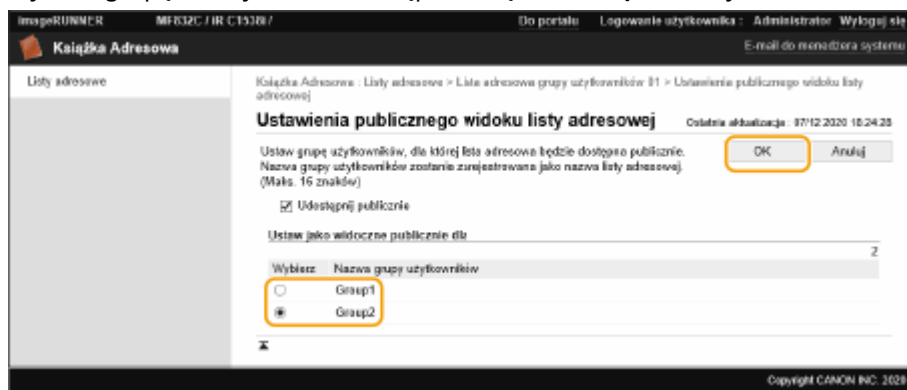 imageRUNNER MF832C / iR C1538 / Do portalu Logowanie użytkownika : Administrator Wyloguj się
Książka Adresowa E-mail do menedżera systemu
Listy adresowe
Książka Adresowa : Listy adresowe > Lista adresowa grupy użytkowników 01 > Ustawienia publicznego widoku listy
adresowej
Ustawienia publicznego widoku listy adresowej Ostatnia aktualizacja : 07/12 2020 18:24:28
Ustaw grupę użytkowników, dla której lista adresowa będzie dostępna publicznie. OK Anuluj
Nazwa grupy użytkowników zostanie zarejestrowana jako nazwa listy adresowej.
(Maks. 16 znaków)
Udostępnij publicznie
Ustaw jako widoczne publicznie dla
2
Wybierz Nazwa grupy użytkowników
Group1
Group2
Copyright CANON INC. 2020